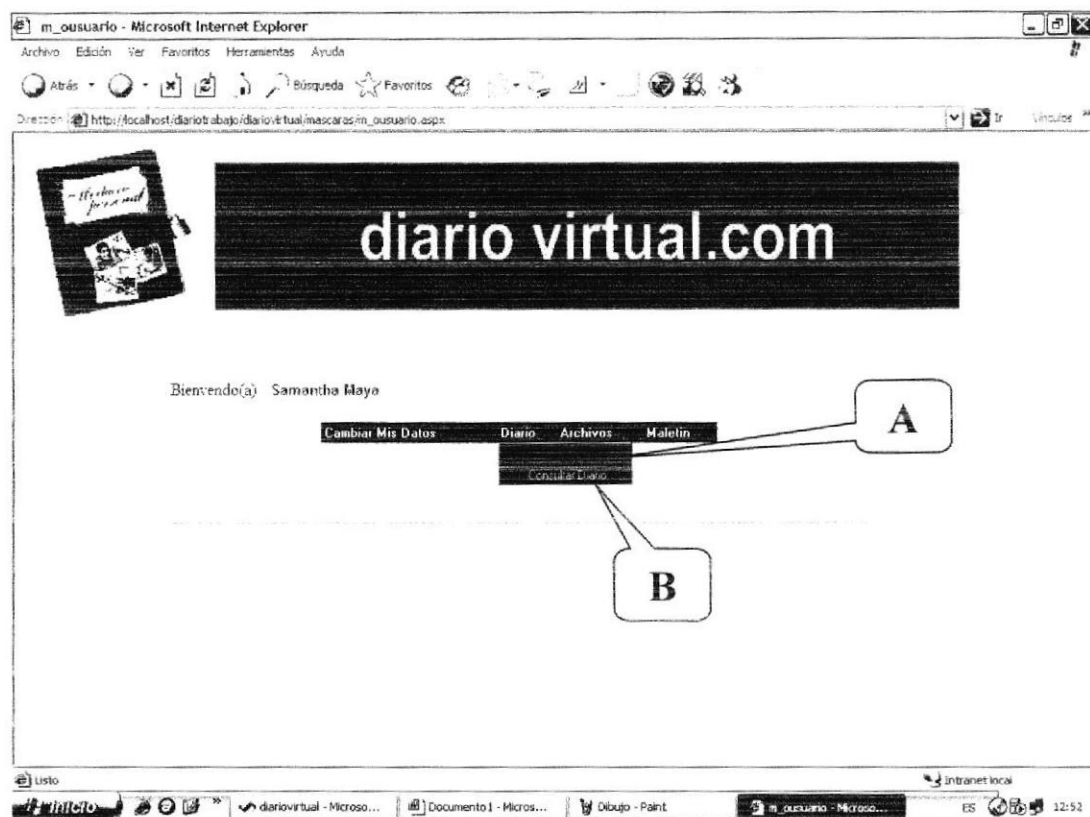 m_ousuario - Microsoft Internet Explorer
Archivo Edición Ver Favoritos Herramientas Ayuda
Atrás Búsqueda Favoritos
Dirección http://localhost/diariotrabajo/diariovirtual/mascaras/m_ousuario.aspx Ir Vínculos »
personal
diario virtual.com
Bienvendo(a) Samantha Maya
Cambiar Mis Datos Diario Archivos Maletin
A
Consultar Diario
B
Listo Intranet local
Inicio » diariovirtual - Microso... Documento1 - Micros... Dibujo - Paint m_ousuario - Microso... ES 12:52